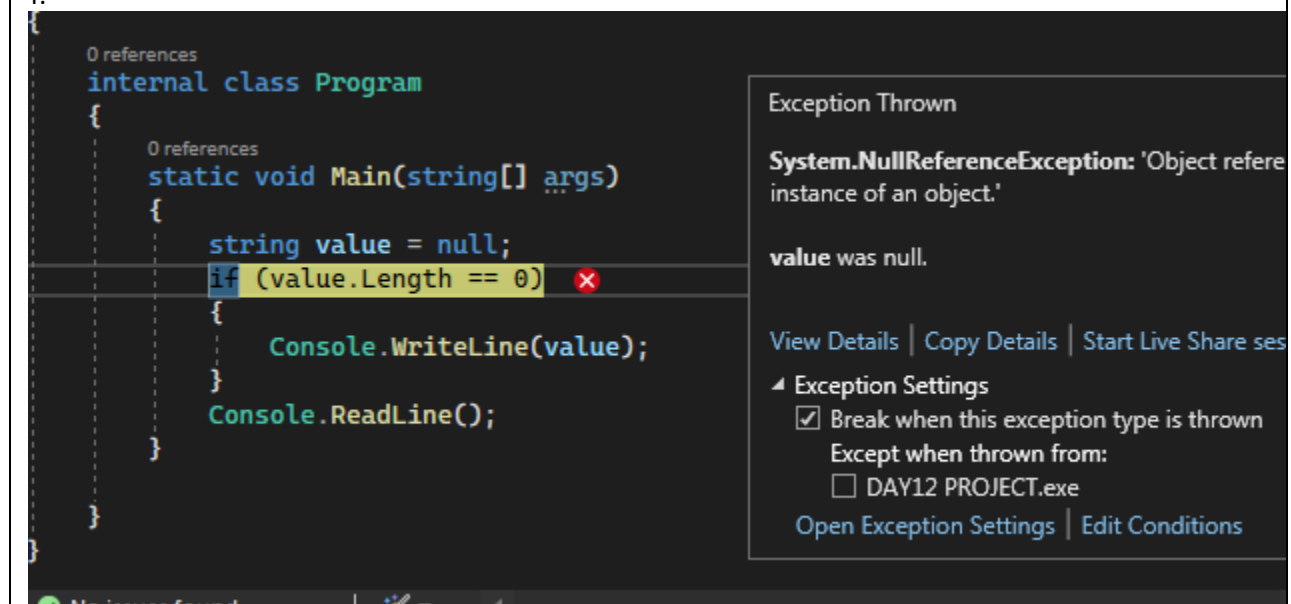 {
0 references
internal class Program
{
0 references
static void Main(string[] args)
{
string value = null;
if (value.Length == 0)
{
Console.WriteLine(value);
}
Console.ReadLine();
}
}
}
Exception Thrown
System.NullReferenceException: 'Object refere
instance of an object.'
value was null.
View Details | Copy Details | Start Live Share ses
Exception Settings
Break when this exception type is thrown
Except when thrown from:
DAY12 PROJECT.exe
Open Exception Settings | Edit Conditions
No issues found